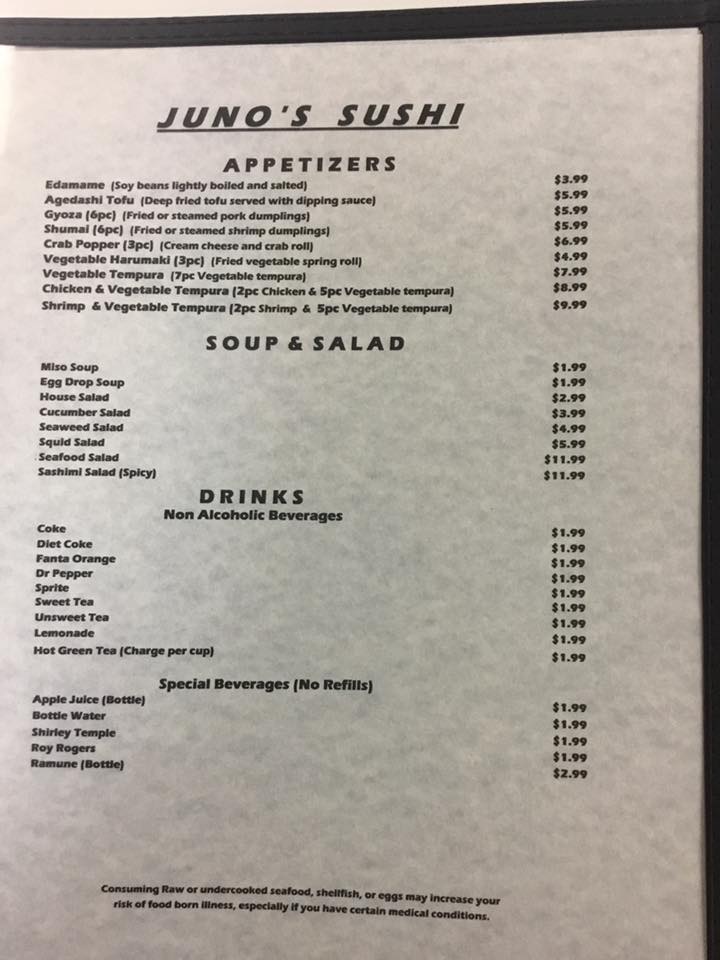 JUNO'S SUSHI
APPETIZERS
Edamame (Soy beans lightly boiled and salted) $3.99
Agedashi Tofu (Deep fried tofu served with dipping sauce) $5.99
Gyoza (6pc) (Fried or steamed pork dumplings) $5.99
Shumai (6pc) (Fried or steamed shrimp dumplings) $5.99
Crab Popper (3pc) (Cream cheese and crab roll) $6.99
Vegetable Harumaki (3pc) (Fried vegetable spring roll) $4.99
Vegetable Tempura (7pc Vegetable tempura) $7.99
Chicken & Vegetable Tempura (2pc Chicken & 5pc Vegetable tempura) $8.99
Shrimp & Vegetable Tempura (2pc Shrimp & 5pc Vegetable tempura) $9.99
SOUP & SALAD
Miso Soup $1.99
Egg Drop Soup $1.99
House Salad $2.99
Cucumber Salad $3.99
Seaweed Salad $4.99
Squid Salad $5.99
Seafood Salad $11.99
Sashimi Salad (Spicy) $11.99
DRINKS
Non Alcoholic Beverages
Coke $1.99
Diet Coke $1.99
Fanta Orange $1.99
Dr Pepper $1.99
Sprite $1.99
Sweet Tea $1.99
Unsweet Tea $1.99
Lemonade $1.99
Hot Green Tea (Charge per cup) $1.99
Special Beverages (No Refills)
Apple Juice (Bottle) $1.99
Bottle Water $1.99
Shirley Temple $1.99
Roy Rogers $1.99
Ramune (Bottle) $2.99
Consuming Raw or undercooked seafood, shellfish, or eggs may increase your
risk of food born illness, especially if you have certain medical conditions.